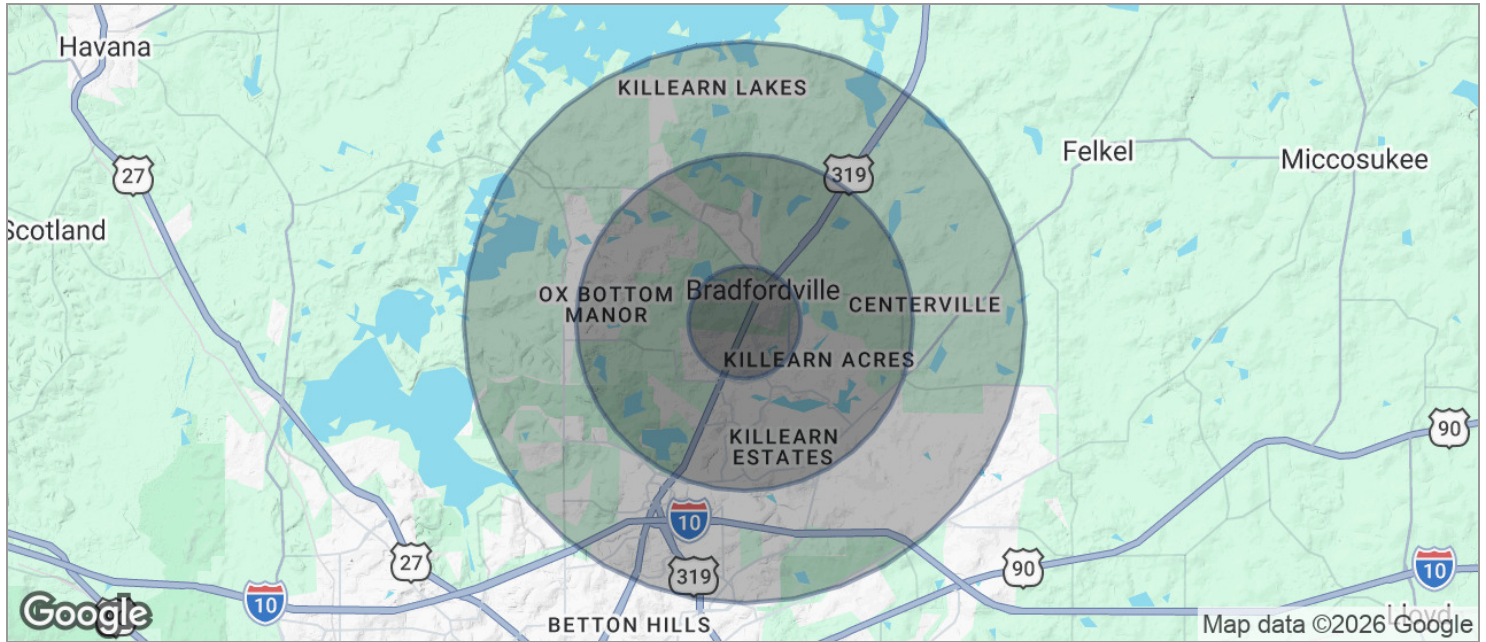 Havana
KILLEARN LAKES
Felkel
Miccosukee
27
319
Scotland
OX BOTTOM
MANOR
Bradfordville
CENTERVILLE
KILLEARN ACRES
KILLEARN
ESTATES
90
10
27
319
90
10
10
Google
BETTON HILLS
Lloyd
Map data ©2026 Google